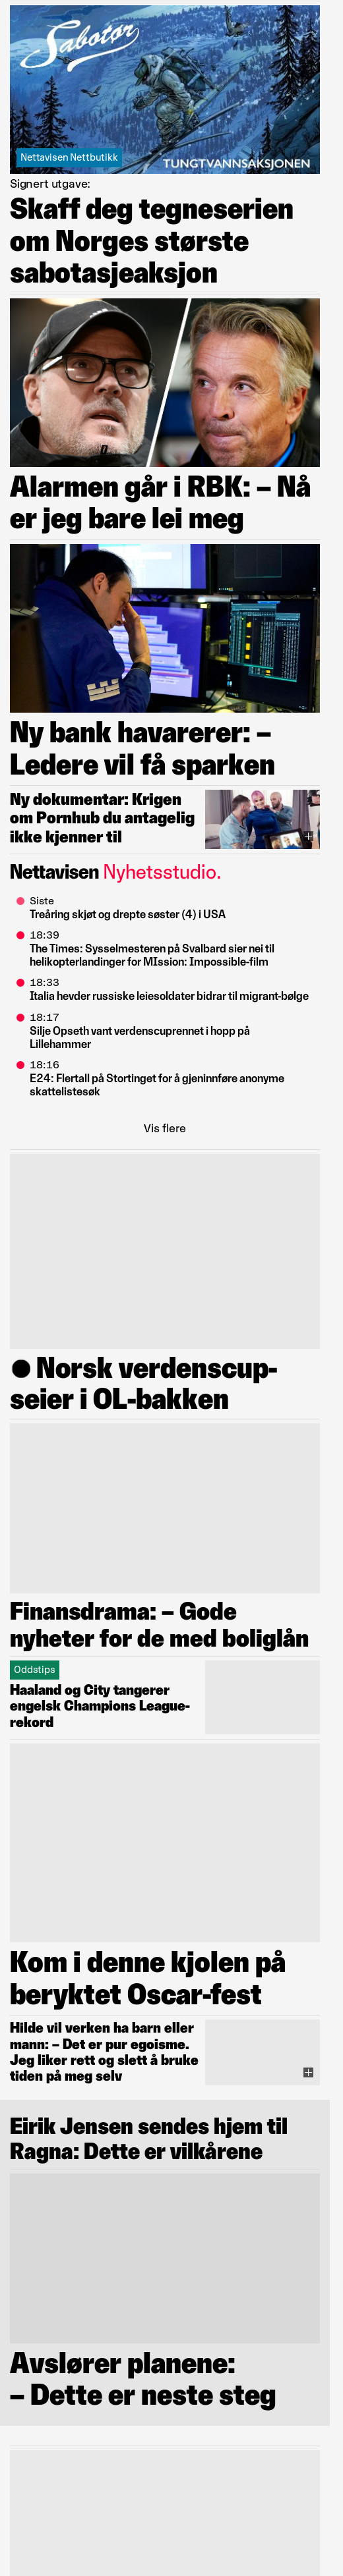 Sabotør
Nettavisen Nettbutikk
TUNGTVANNSAKSJONEN
Signert utgave:
Skaff deg tegneserien
om Norges største
sabotasjeaksjon
Alarmen går i RBK: – Nå
er jeg bare lei meg
Ny bank havarerer: –
Ledere vil få sparken
Ny dokumentar: Krigen
om Pornhub du antagelig
ikke kjenner til
Nettavisen Nyhetsstudio.
Siste
Treåring skjøt og drepte søster (4) i USA
18:39
The Times: Sysselmesteren på Svalbard sier nei til
helikopterlandinger for MIssion: Impossible-film
18:33
Italia hevder russiske leiesoldater bidrar til migrant-bølge
18:17
Silje Opseth vant verdenscuprennet i hopp på
Lillehammer
18:16
E24: Flertall på Stortinget for å gjeninnføre anonyme
skattelistesøk
Vis flere
Norsk verdenscup-
seier i OL-bakken
Finansdrama: – Gode
nyheter for de med boliglån
Oddstips
Haaland og City tangerer
engelsk Champions League-
rekord
Kom i denne kjolen på
beryktet Oscar-fest
Hilde vil verken ha barn eller
mann: – Det er pur egoisme.
Jeg liker rett og slett å bruke
tiden på meg selv
Eirik Jensen sendes hjem til
Ragna: Dette er vilkårene
Avslører planene:
– Dette er neste steg